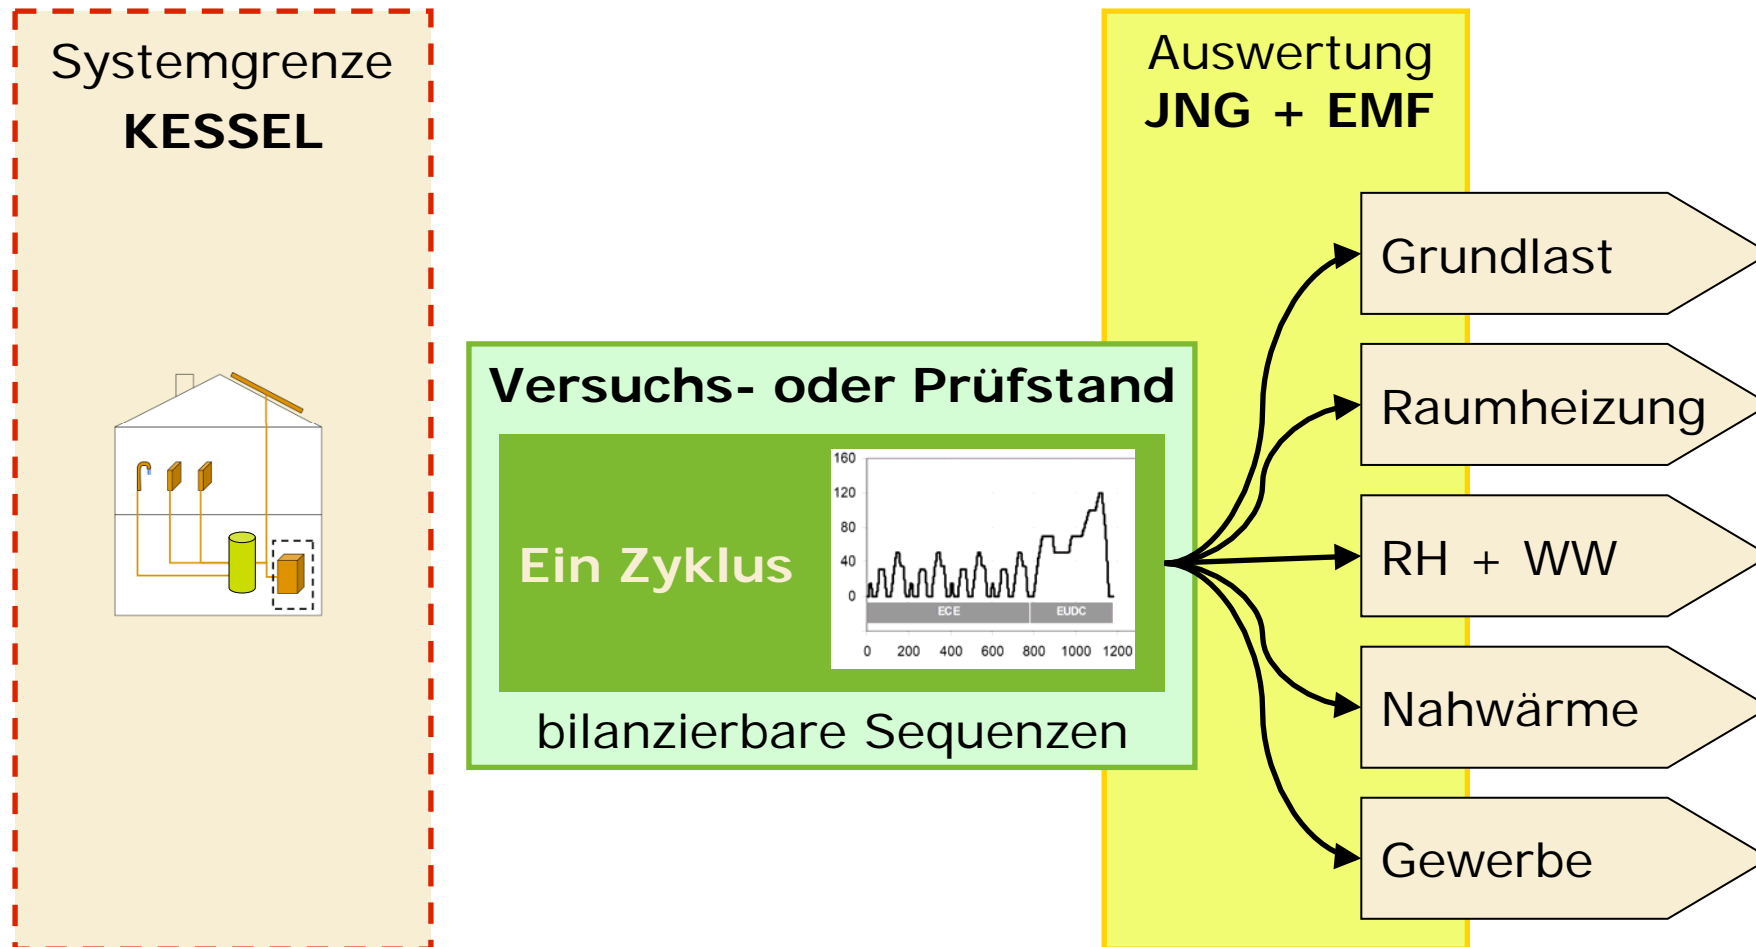 Systemgrenze
KESSEL
Versuchs- oder Prüfstand
Ein Zyklus
160
120
80
40
0
ECE EUDC
0 200 400 600 800 1000 1200
bilanzierbare Sequenzen
Auswertung
JNG + EMF
Grundlast
Raumheizung
RH + WW
Nahwärme
Gewerbe